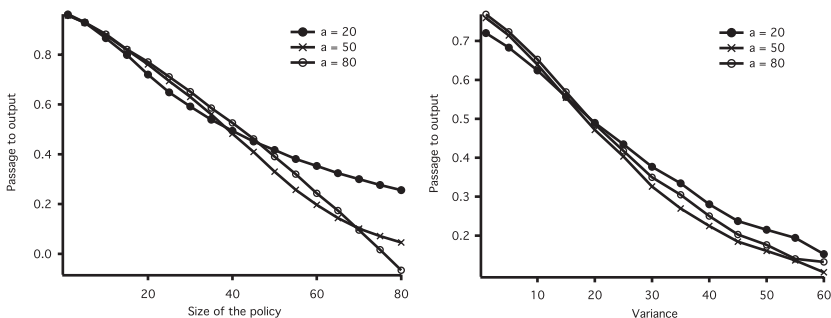 a = 20
a = 50
a = 80
Passage to output
0.8
0.6
0.4
0.2
0.0
20 40 60 80
Size of the policy
a = 20
a = 50
a = 80
Passage to output
0.7
0.6
0.5
0.4
0.3
0.2
10 20 30 40 50 60
Variance